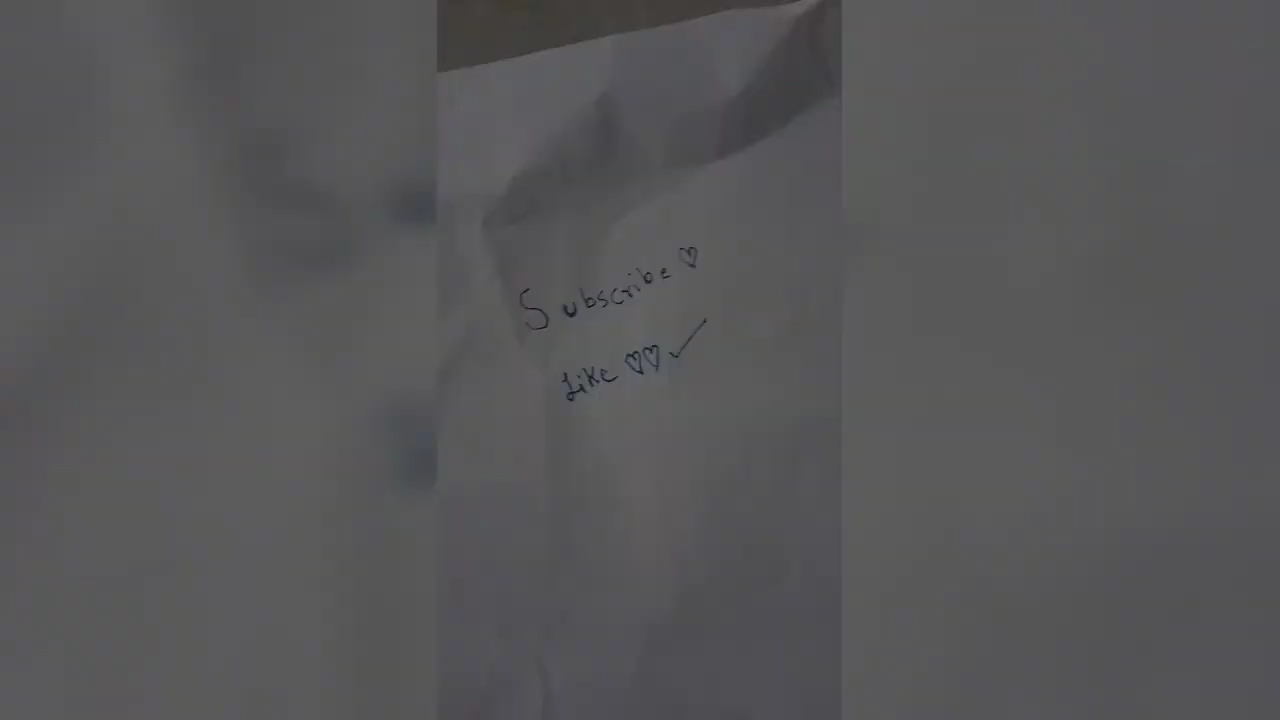 Subscribe ♡
Like ♡♡ ✓